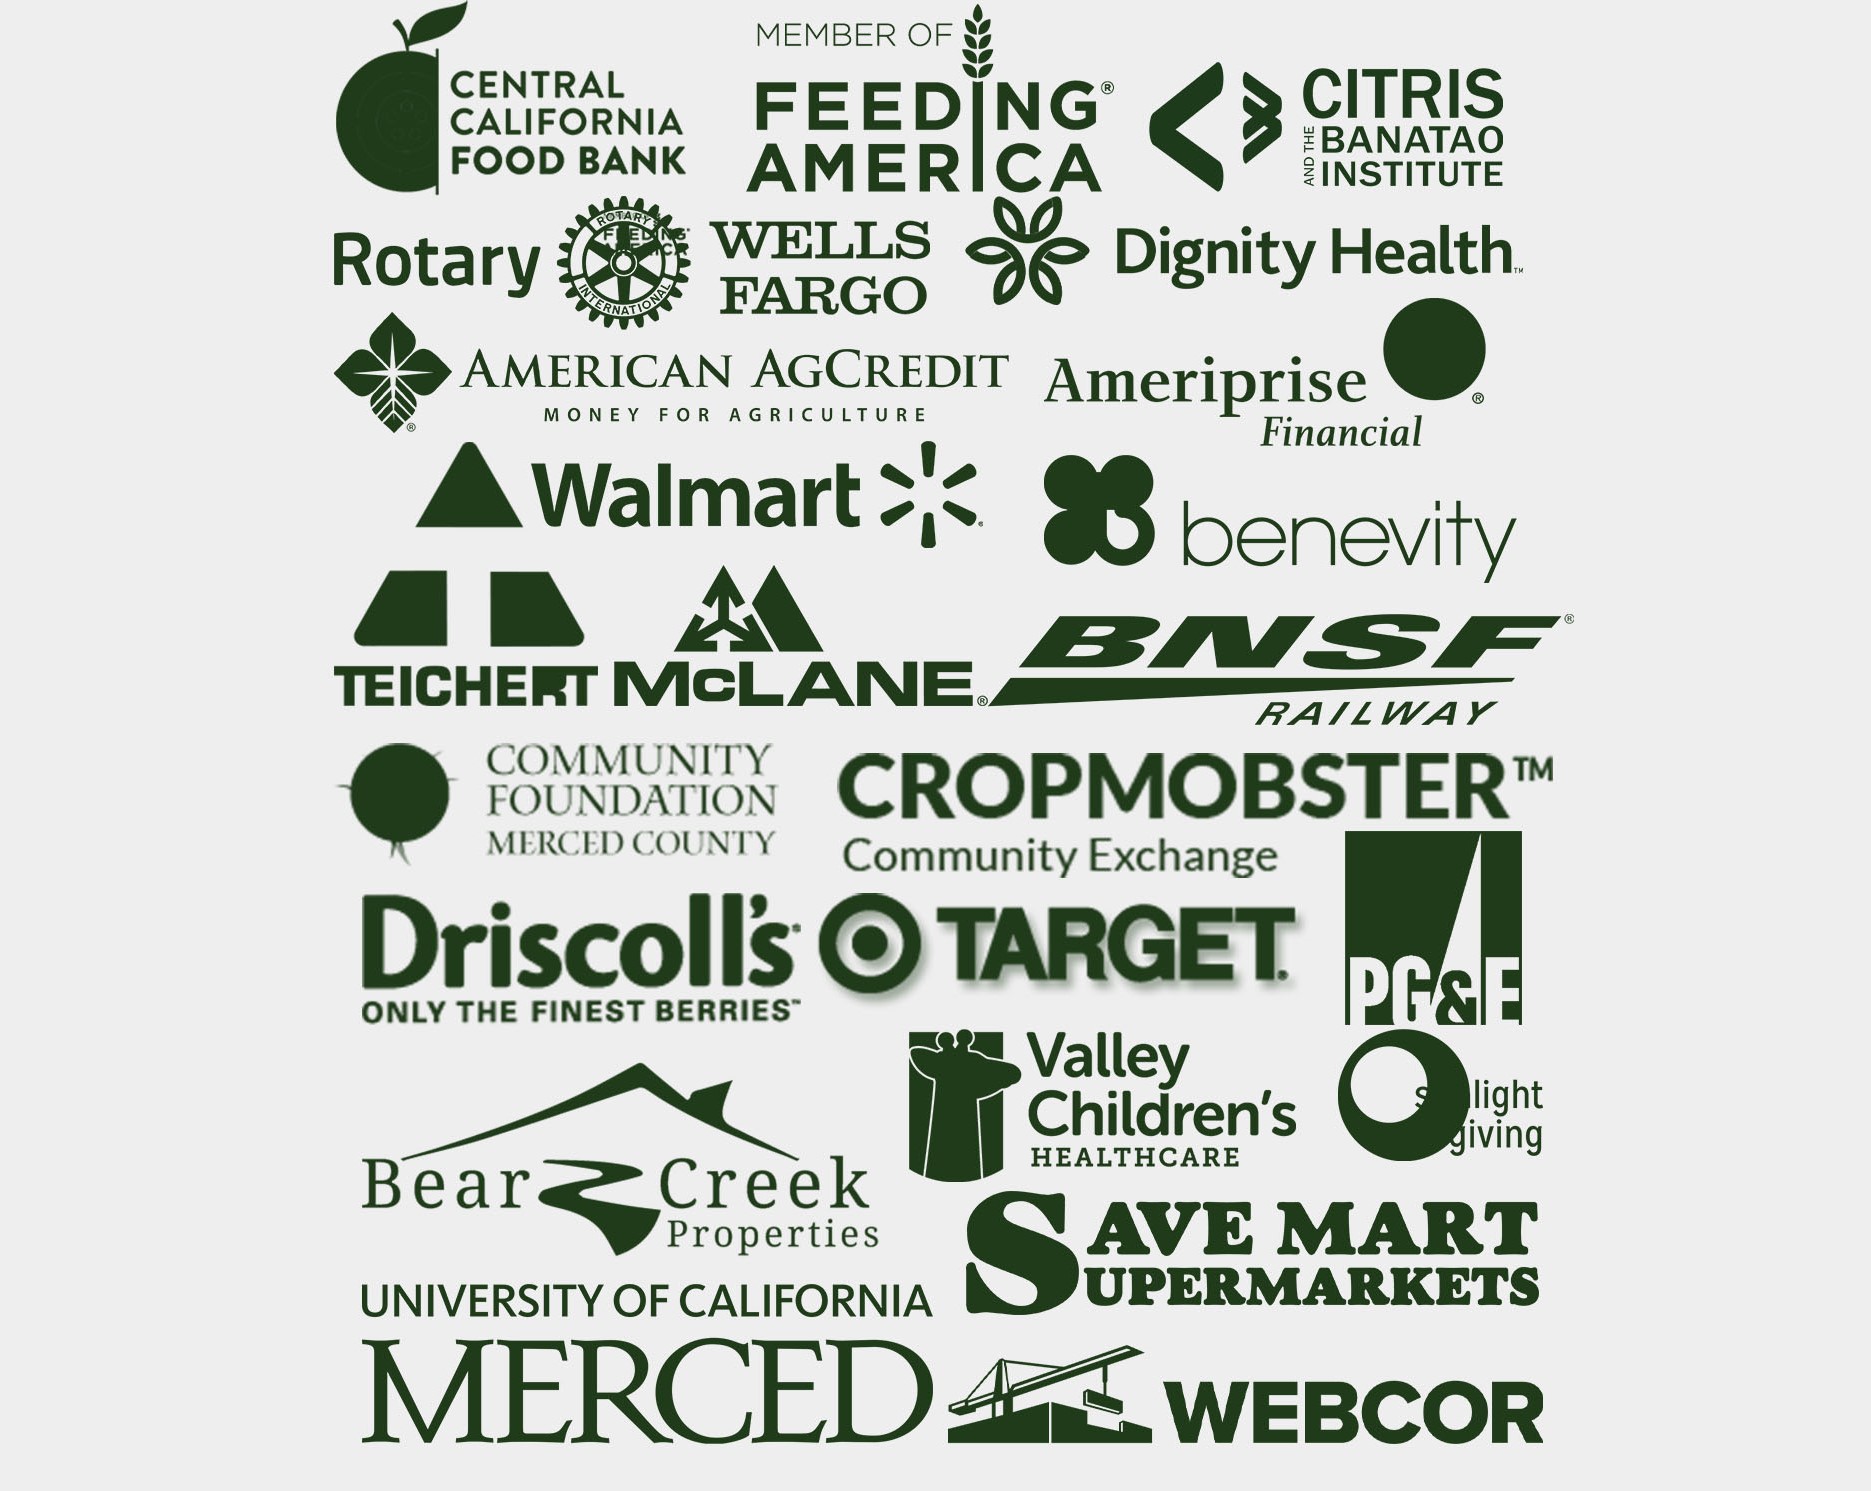 CENTRAL
CALIFORNIA
FOOD BANK
MEMBER OF
FEEDING®
AMERICA
CITRIS
AND THE
BANATAO
INSTITUTE
Rotary
ROTARY
INTERNATIONAL
FEEDING®
AMERICA
WELLS
FARGO
Dignity Health™
AMERICAN AGCREDIT
MONEY FOR AGRICULTURE ®
Ameriprise ®
Financial
Walmart
benevity
TEICHERT
McLANE®
BNSF®
RAILWAY
COMMUNITY
FOUNDATION
MERCED COUNTY
CROPMOBSTER™
Community Exchange
Driscoll's
ONLY THE FINEST BERRIES™
TARGET
PG&E
Bear Creek
Properties
Valley
Children's
HEALTHCARE
light
giving
SAVE MART
SUPERMARKETS
UNIVERSITY OF CALIFORNIA
MERCED
WEBCOR